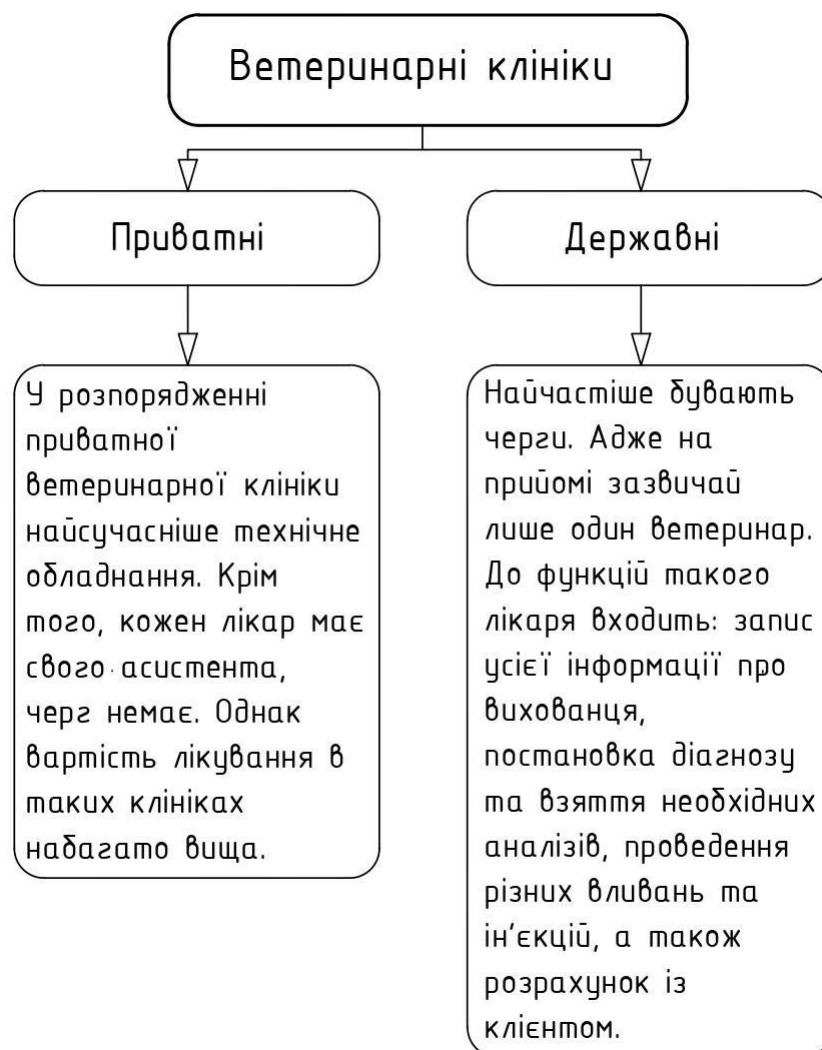 Ветеринарні клініки
Приватні
Державні
У розпорядженні
приватної
ветеринарної клініки
найсучасніше технічне
обладнання. Крім
того, кожен лікар має
свого асистента,
черг немає. Однак
вартість лікування в
таких клініках
набагато вища.
Найчастіше бувають
черги. Адже на
прийомі зазвичай
лише один ветеринар.
До функцій такого
лікаря входить: запис
усієї інформації про
вихованця,
постановка діагнозу
та взяття необхідних
аналізів, проведення
різних вливань та
ін'єкцій, а також
розрахунок із
клієнтом.